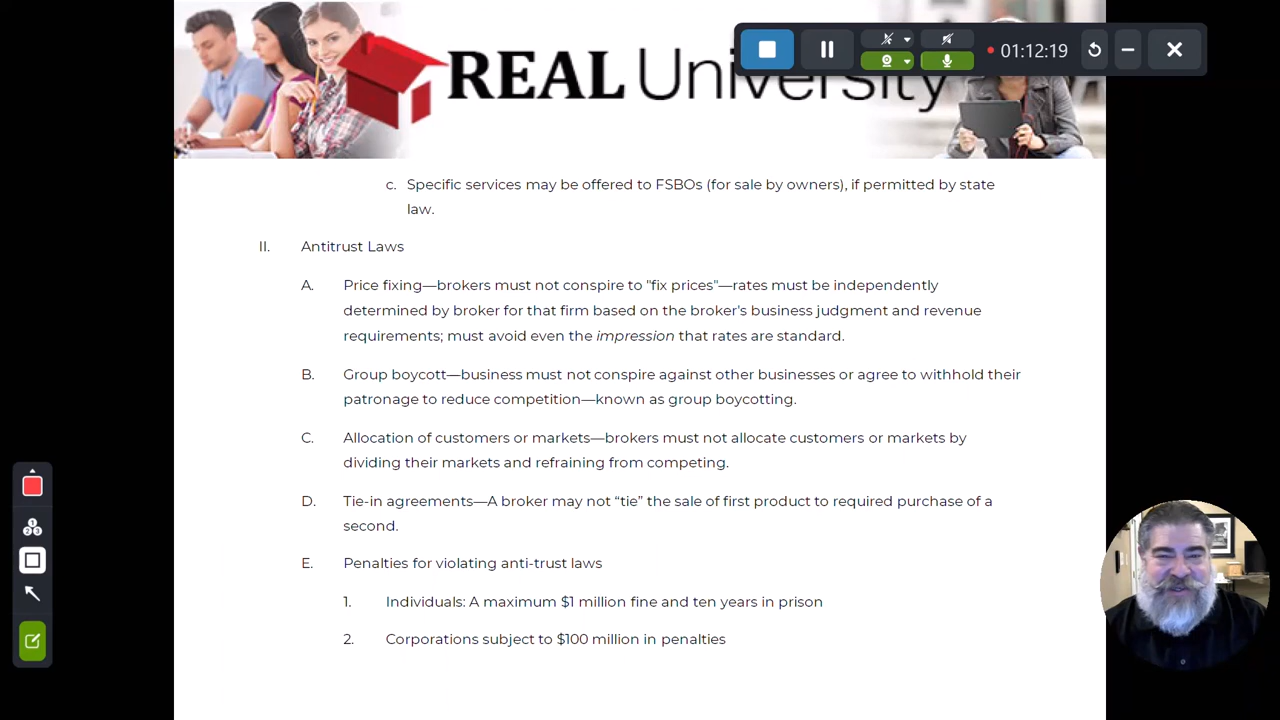 REAL University
01:12:19
c. Specific services may be offered to FSBOs (for sale by owners), if permitted by state
law.
II. Antitrust Laws
A. Price fixing—brokers must not conspire to "fix prices"—rates must be independently
determined by broker for that firm based on the broker's business judgment and revenue
requirements; must avoid even the impression that rates are standard.
B. Group boycott—business must not conspire against other businesses or agree to withhold their
patronage to reduce competition—known as group boycotting.
C. Allocation of customers or markets—brokers must not allocate customers or markets by
dividing their markets and refraining from competing.
D. Tie-in agreements—A broker may not “tie” the sale of first product to required purchase of a
second.
E. Penalties for violating anti-trust laws
1. Individuals: A maximum $1 million fine and ten years in prison
2. Corporations subject to $100 million in penalties